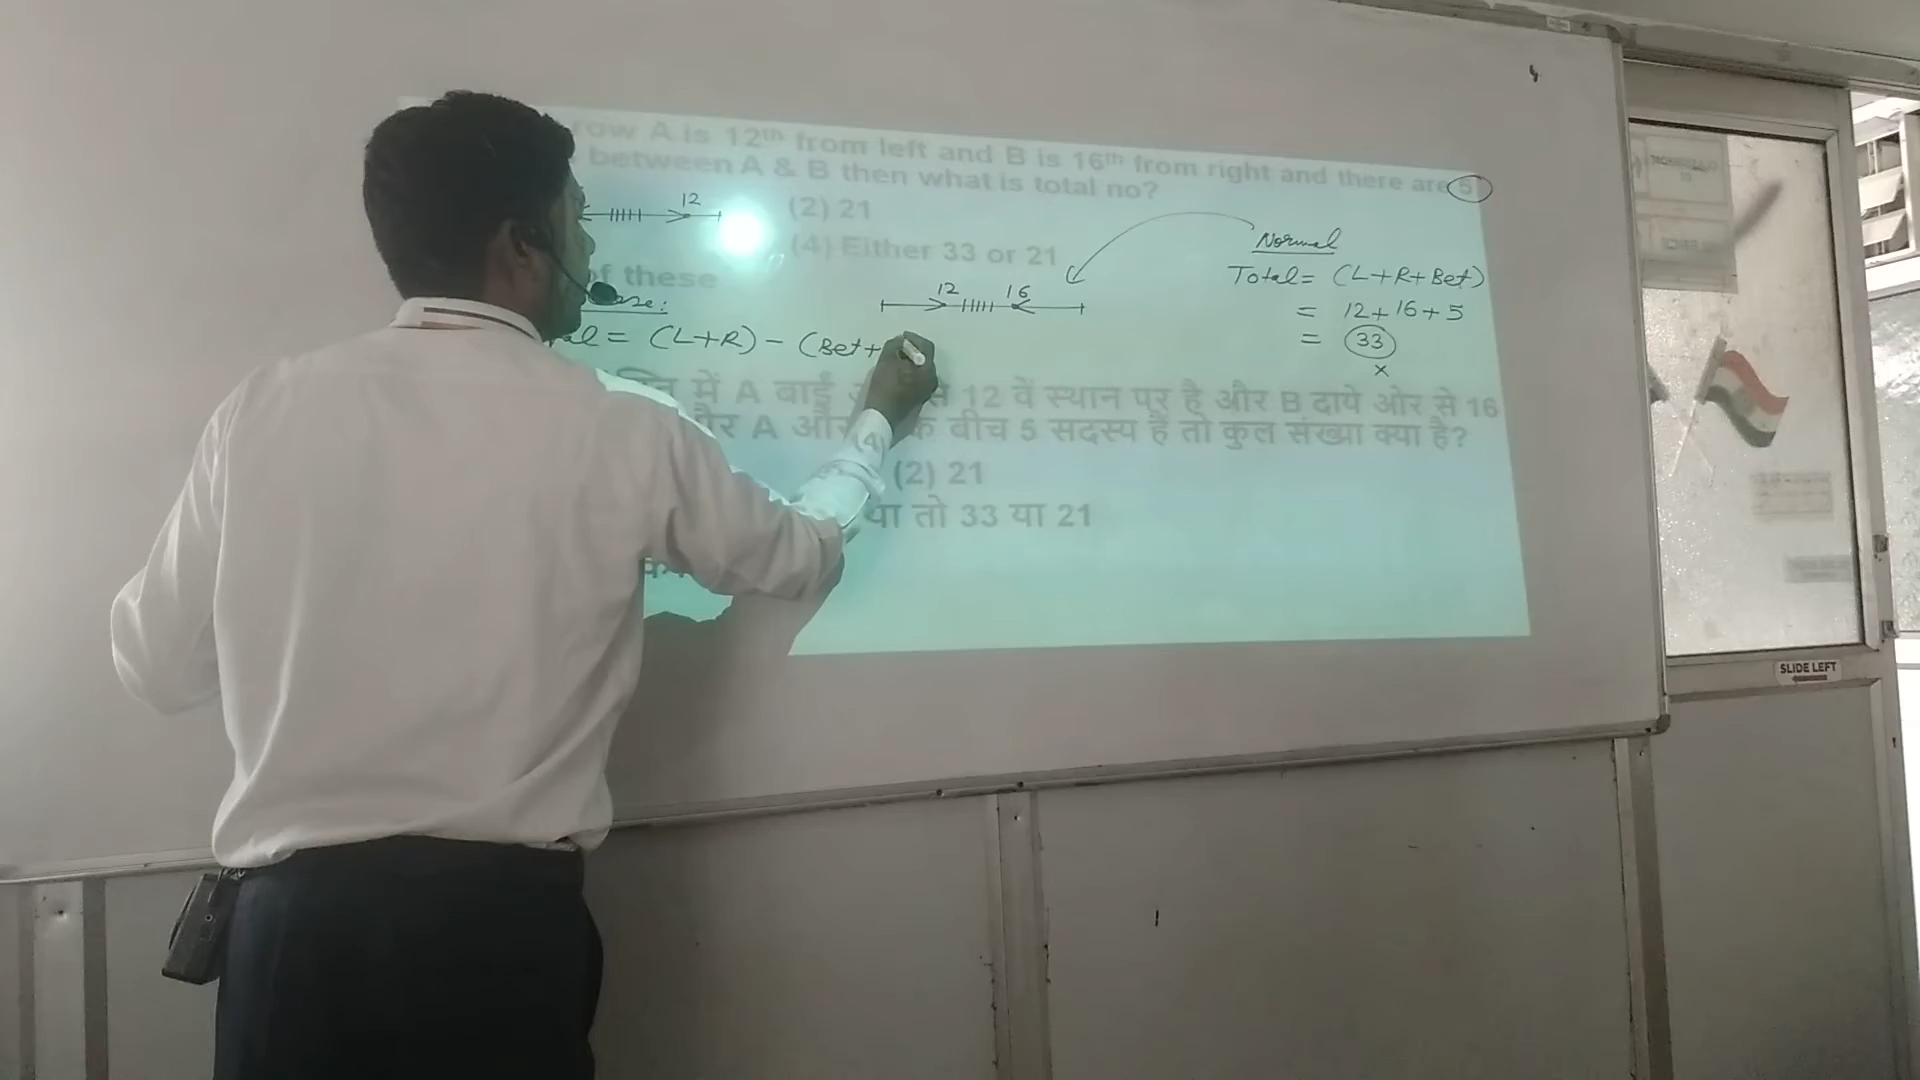 row A is 12th from left and B is 16th from right and there are 5
between A & B then what is total no?
12
(2) 21
(4) Either 33 or 21
of these
Normal
Total = (L+R+Bet)
= 12+16+5
= 33
x
12 16
= (L+R) - (Bet+
में A बाईं से 12 वें स्थान पर है और B दाये ओर से 16
A और के बीच 5 सदस्य हैं तो कुल संख्या क्या है?
(4)
(2) 21
या तो 33 या 21
SLIDE LEFT